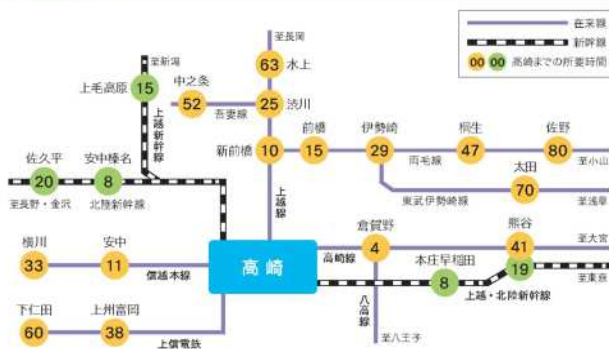 在来線
新幹線
00 00 高崎までの所要時間
至長岡
63 水上
至新潟
上毛高原
15
中之条
52
吾妻線
25 渋川
上越新幹線
新前橋 10
前橋
15
伊勢崎
29
両毛線
桐生
47
佐野
80
至小山
太田
70
東武伊勢崎線
至浅草
佐久平
20
安中榛名
8
至長野・金沢
北陸新幹線
上越線
横川
33
安中
11
信越本線
高崎
高崎線
倉賀野
4
熊谷
41
至大宮
本庄早稲田
8
19
至東京
上越・北陸新幹線
八高線
至八王子
下仁田
60
上州富岡
38
上信電鉄